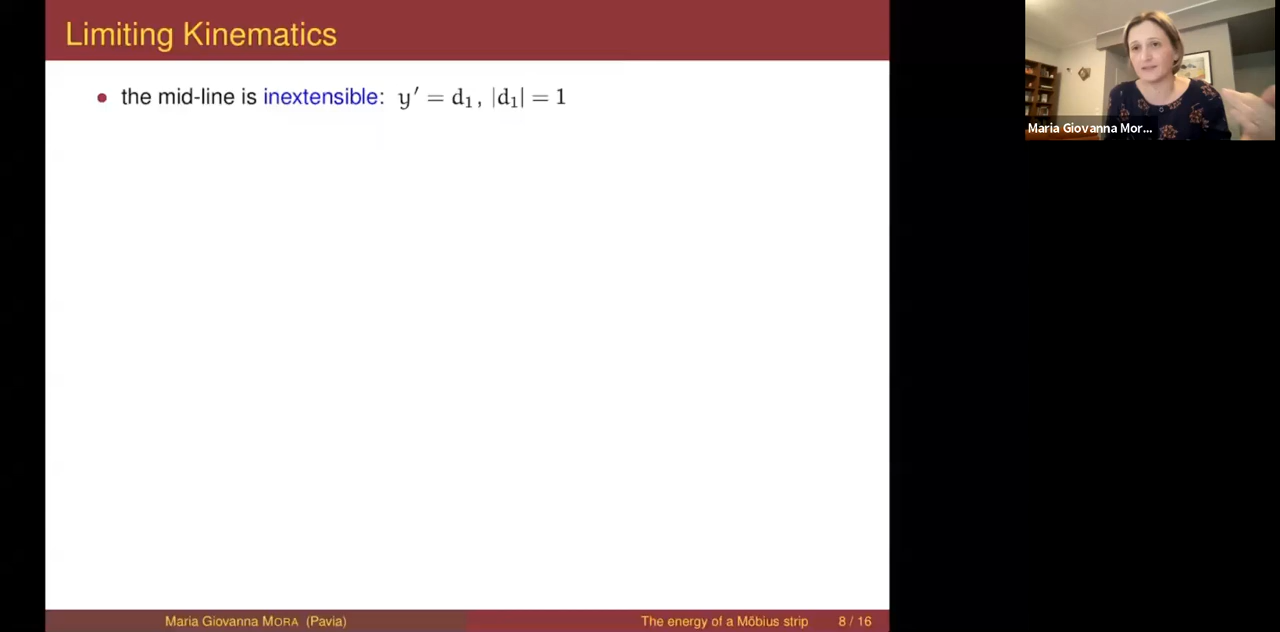 Limiting Kinematics
• the mid-line is inextensible: y′ = d₁, |d₁| = 1
Maria Giovanna Mor...
Maria Giovanna MORA (Pavia) The energy of a Möbius strip 8 / 16